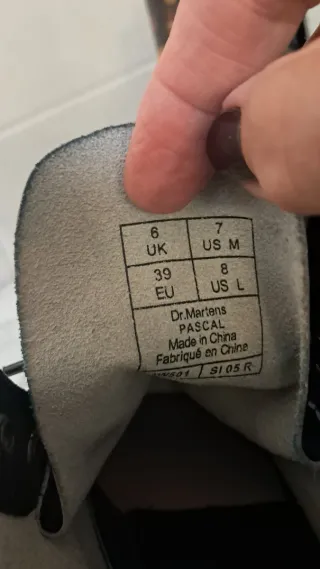 6 7
UK US M
39 8
EU US L
Dr.Martens
PASCAL
Made in China
Fabriqué en Chine
SI 05 R